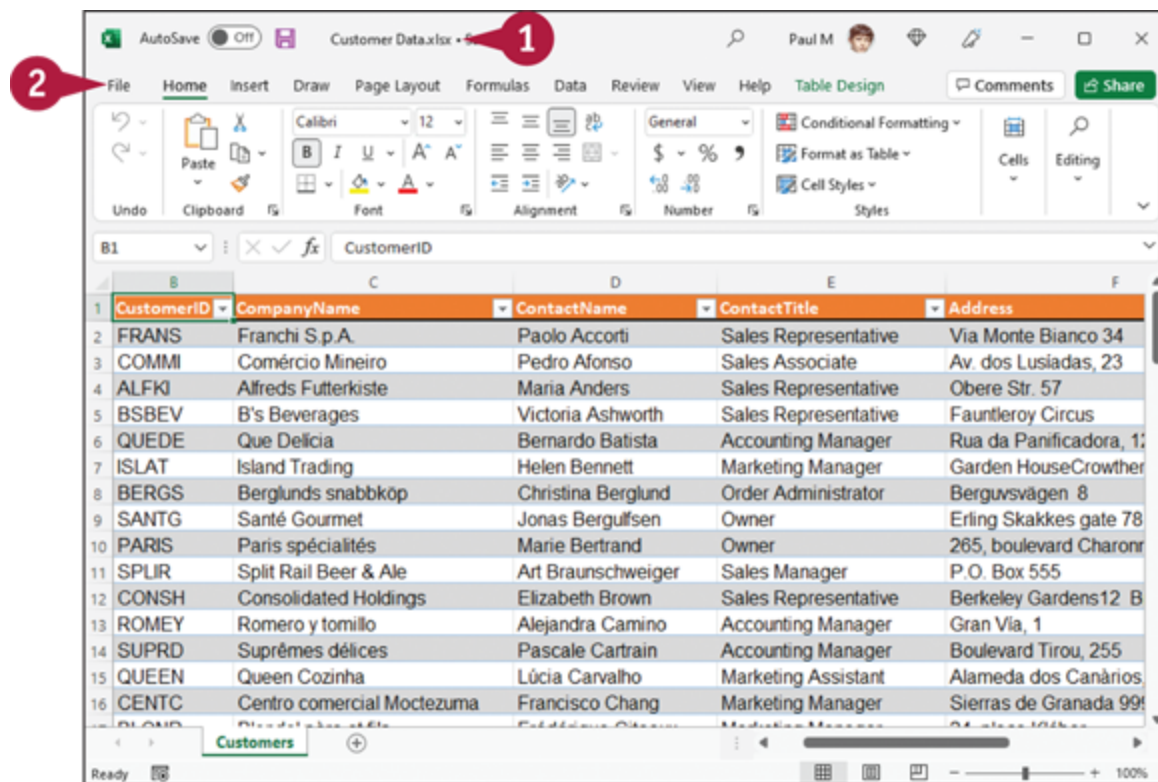 AutoSave Off Customer Data.xlsx • 1 Paul M
2 File Home Insert Draw Page Layout Formulas Data Review View Help Table Design Comments Share
Calibri 12 General Conditional Formatting
Paste B I U A A $ % Format as Table Cells Editing
A Cell Styles
Undo Clipboard Font Alignment Number Styles
B1 fx CustomerID
B C D E F
1 CustomerID CompanyName ContactName ContactTitle Address
2 FRANS Franchi S.p.A. Paolo Accorti Sales Representative Via Monte Bianco 34
3 COMMI Comércio Mineiro Pedro Afonso Sales Associate Av. dos Lusíadas, 23
4 ALFKI Alfreds Futterkiste Maria Anders Sales Representative Obere Str. 57
5 BSBEV B's Beverages Victoria Ashworth Sales Representative Fauntleroy Circus
6 QUEDE Que Delícia Bernardo Batista Accounting Manager Rua da Panificadora,
7 ISLAT Island Trading Helen Bennett Marketing Manager Garden HouseCrowther
8 BERGS Berglunds snabbköp Christina Berglund Order Administrator Berguvsvägen 8
9 SANTG Santé Gourmet Jonas Bergulfsen Owner Erling Skakkes gate 78
10 PARIS Paris spécialités Marie Bertrand Owner 265, boulevard
11 SPLIR Split Rail Beer & Ale Art Braunschweiger Sales Manager P.O. Box 555
12 CONSH Consolidated Holdings Elizabeth Brown Sales Representative Berkeley Gardens12 B
13 ROMEY Romero y tomillo Alejandra Camino Accounting Manager Gran Vía, 1
14 SUPRD Suprêmes délices Pascale Cartrain Accounting Manager Boulevard Tirou, 255
15 QUEEN Queen Cozinha Lúcia Carvalho Marketing Assistant Alameda dos Canàrios,
16 CENTC Centro comercial Moctezuma Francisco Chang Marketing Manager Sierras de Granada
Customers
Ready 100%